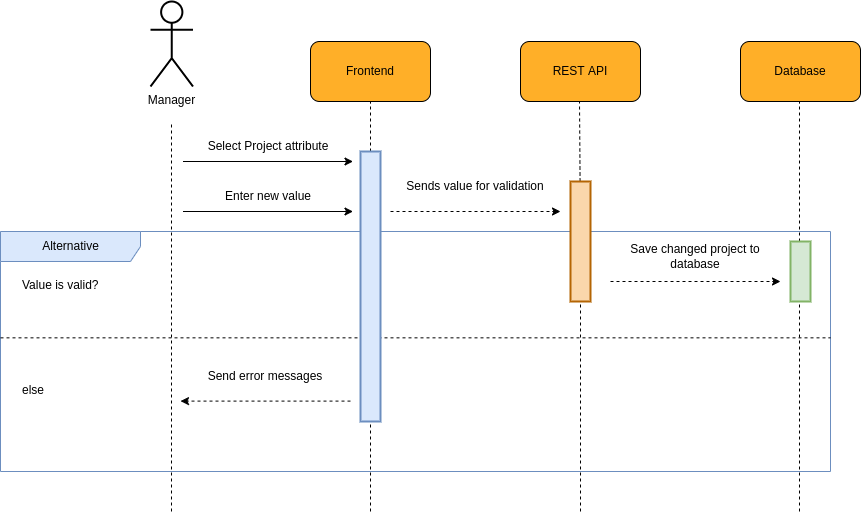 Manager
Frontend
REST API
Database
Select Project attribute
Enter new value
Sends value for validation
Alternative
Save changed project to
database
Value is valid?
Send error messages
else